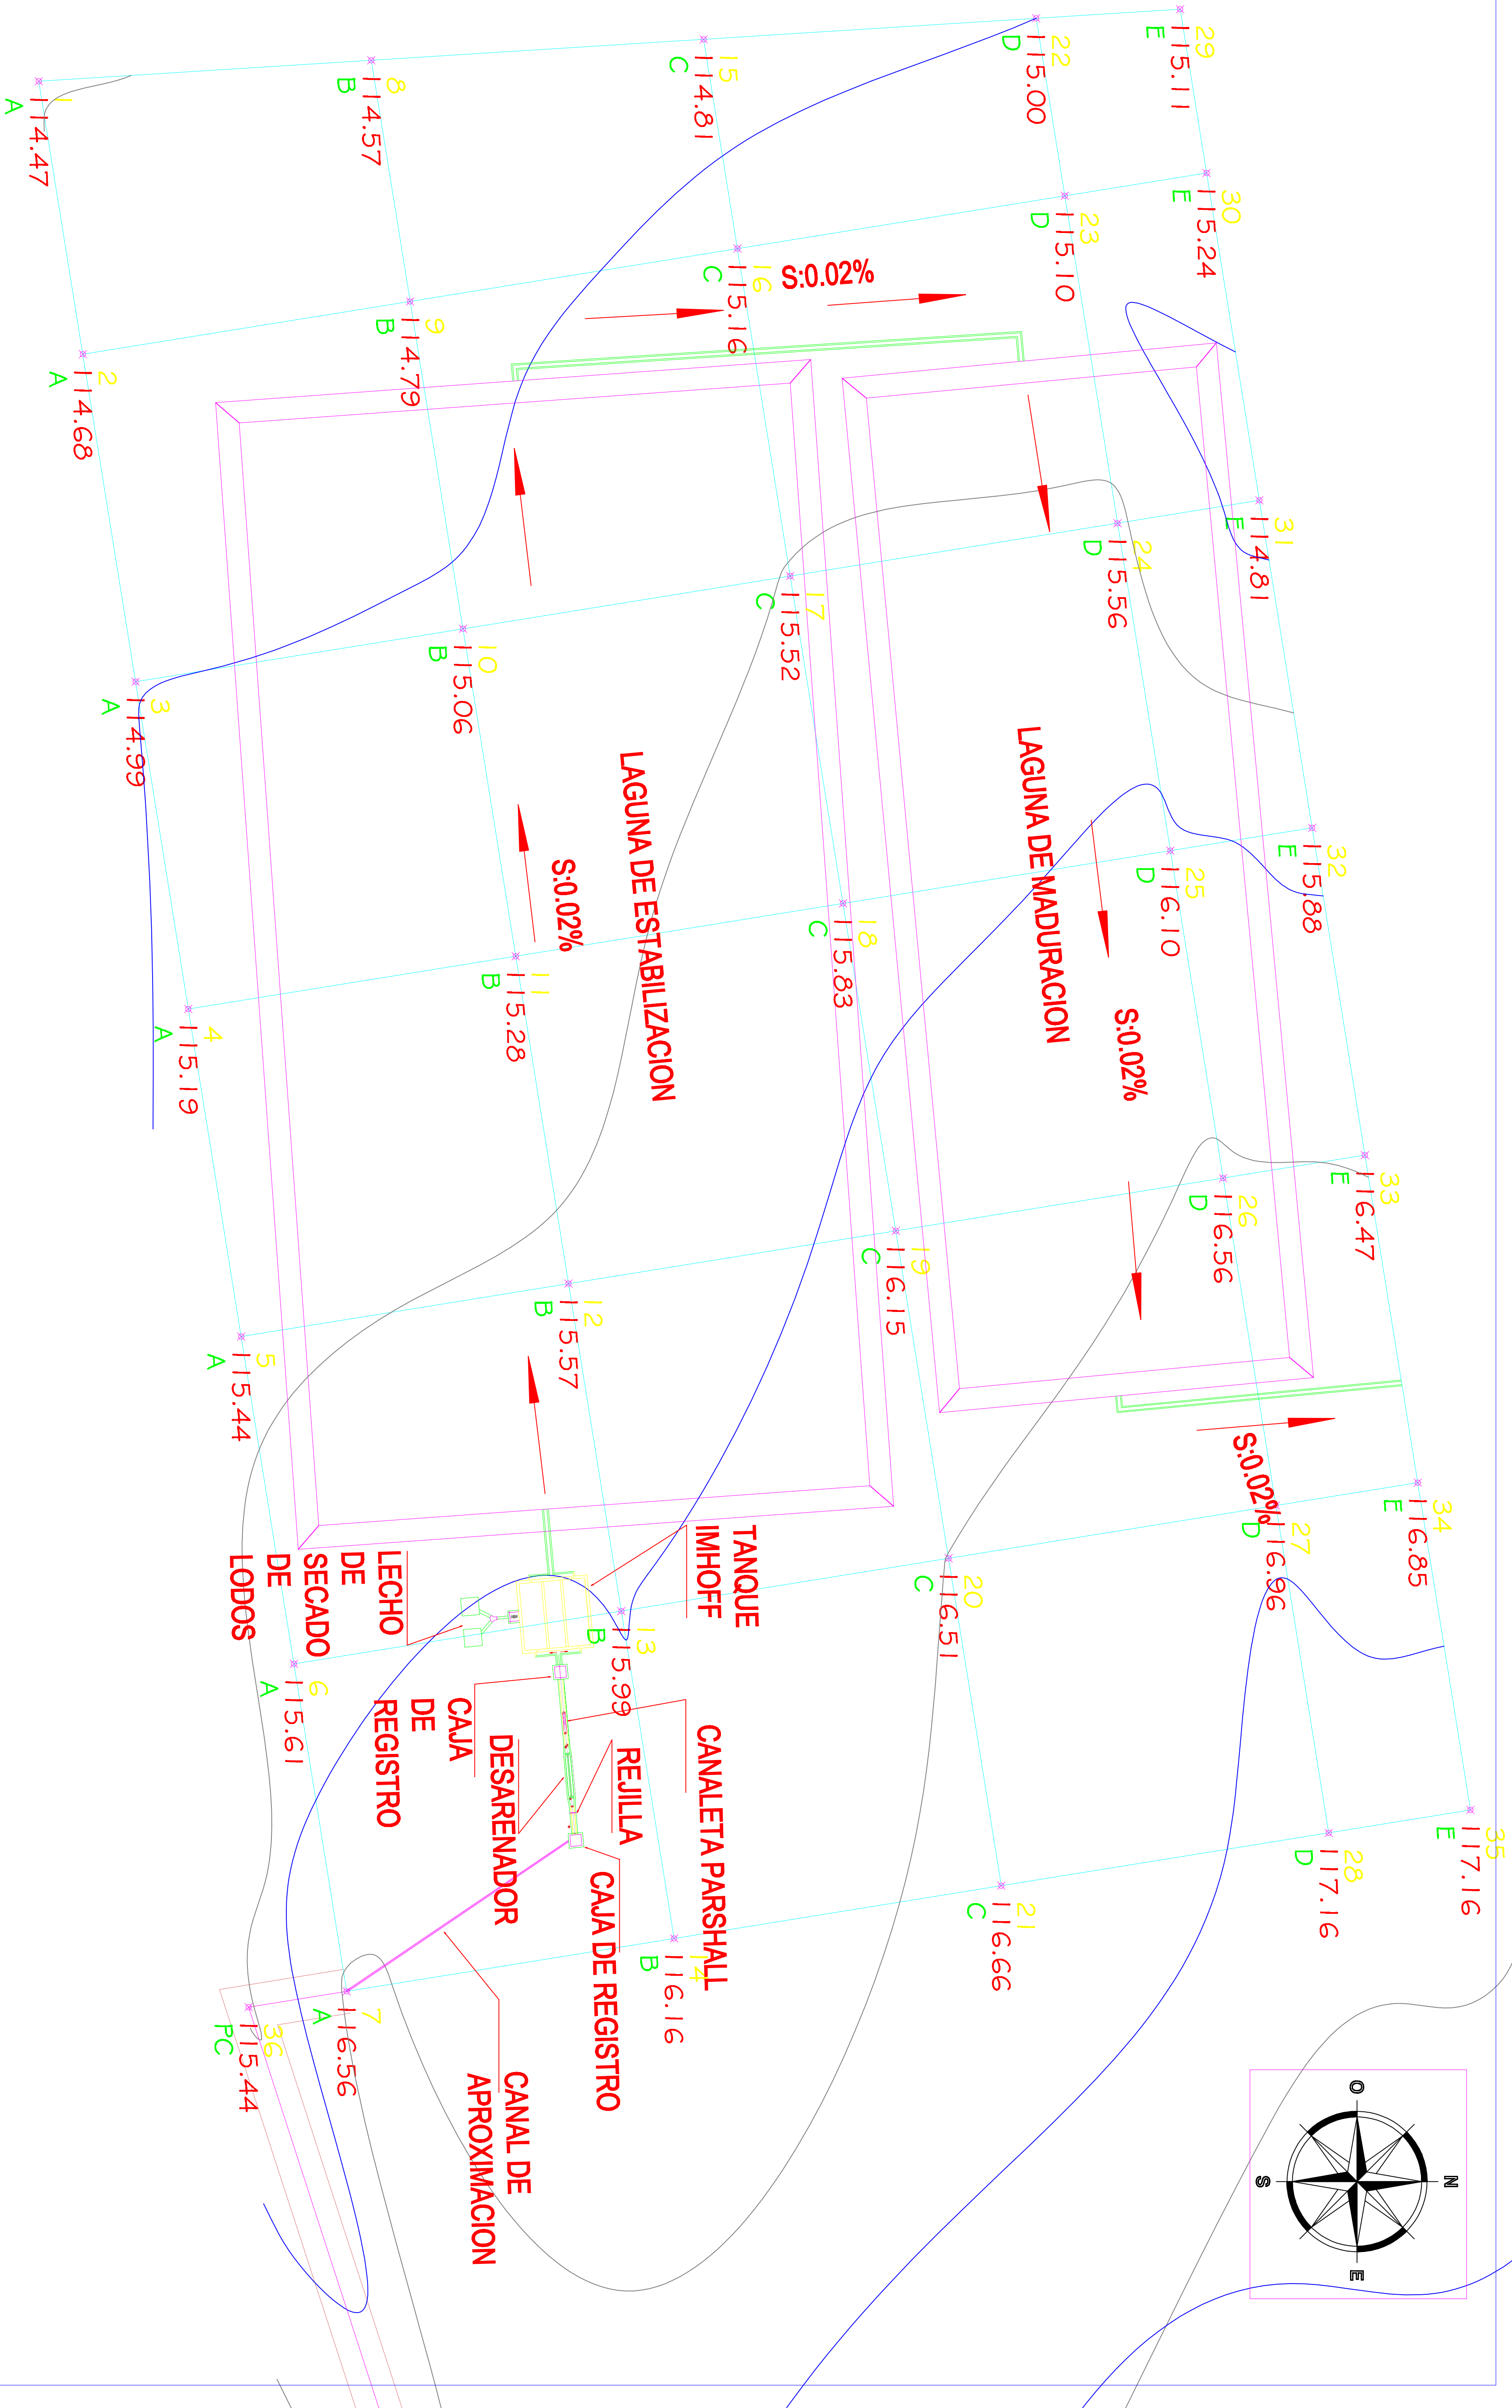 1
A
114.47
8
B
114.57
15
C
114.81
22
D
115.00
29
E
115.11
2
A
114.68
9
B
114.79
16
C
115.16
23
D
115.10
30
E
115.24
S:0.02%
3
A
114.99
10
B
115.06
17
C
115.52
24
D
115.56
31
E
114.81
4
A
115.19
11
B
115.28
18
C
115.83
25
D
116.10
32
E
115.88
LAGUNA DE ESTABILIZACION
S:0.02%
LAGUNA DE MADURACION
S:0.02%
5
A
115.44
12
B
115.57
19
C
116.15
26
D
116.56
33
E
116.47
S:0.02%
6
A
115.61
13
B
115.99
20
C
116.51
27
D
116.96
34
E
116.85
TANQUE
IMHOFF
LECHO
DE
SECADO
DE
LODOS
CAJA
DE
REGISTRO
DESARENADOR
REJILLA
CANALETA PARSHALL
CAJA DE REGISTRO
CANAL DE
APROXIMACION
7
A
116.56
14
B
116.16
21
C
116.66
28
D
117.16
35
E
117.16
36
PC
115.44
N
O
E
S